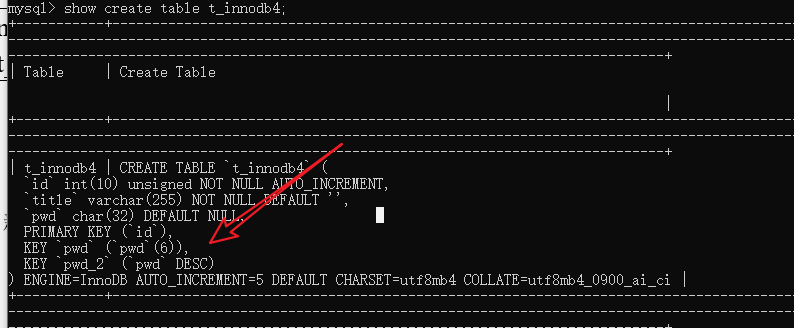 mysql> show create table t_innodb4;
| Table | Create Table
|
| t_innodb4 | CREATE TABLE `t_innodb4` (
`id` int(10) unsigned NOT NULL AUTO_INCREMENT,
`title` varchar(255) NOT NULL DEFAULT '',
`pwd` char(32) DEFAULT NULL,
PRIMARY KEY (`id`),
KEY `pwd` (`pwd`(6)),
KEY `pwd_2` (`pwd` DESC)
) ENGINE=InnoDB AUTO_INCREMENT=5 DEFAULT CHARSET=utf8mb4 COLLATE=utf8mb4_0900_ai_ci |